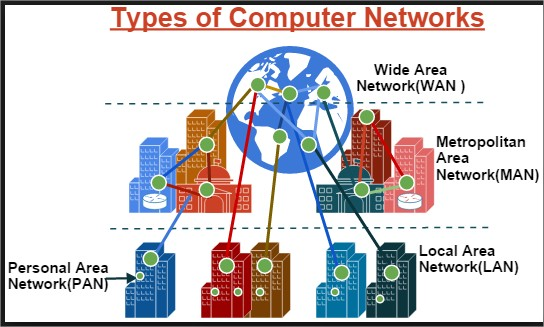 Types of Computer Networks
Wide Area
Network(WAN )
Metropolitan
Area
Network(MAN)
Local Area
Network(LAN)
Personal Area
Network(PAN)